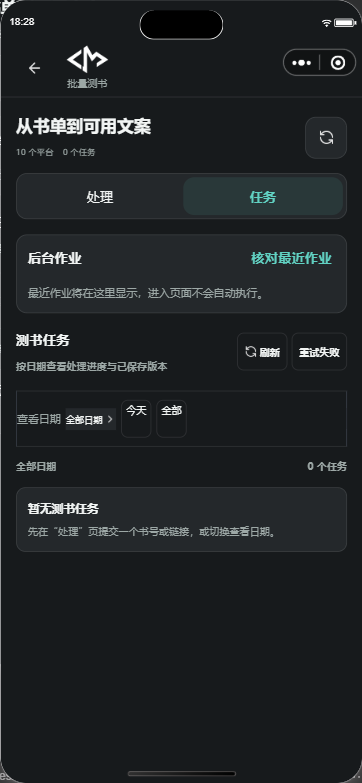 18:28
批量测书
从书单到可用文案
10 个平台 0 个任务
处理 任务
后台作业 核对最近作业
最近作业将在这里显示，进入页面不会自动执行。
测书任务
按日期查看处理进度与已保存版本
刷新 重试失败
查看日期 全部日期 今天 全部
全部日期 0 个任务
暂无测书任务
先在“处理”页提交一个书号或链接，或切换查看日期。